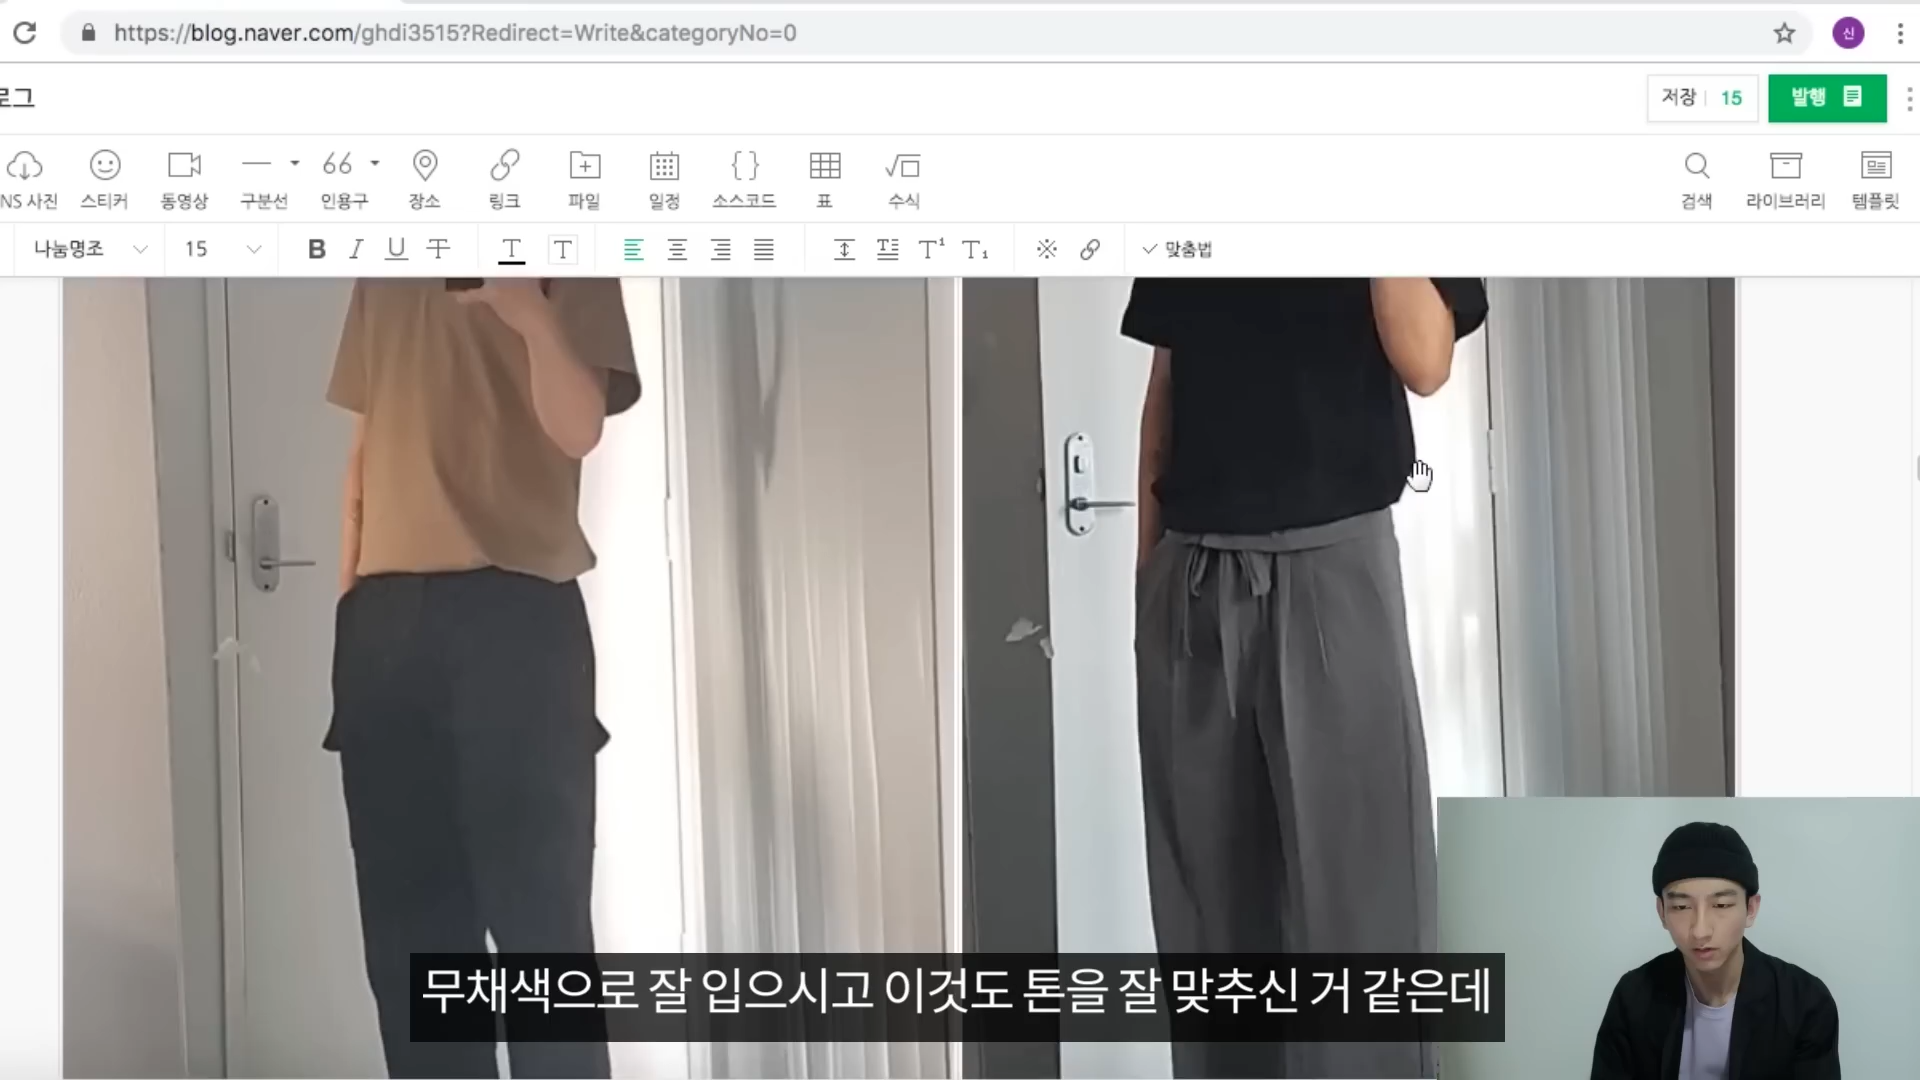 https://blog.naver.com/ghdi3515?Redirect=Write&categoryNo=0
신
로그
저장 15
발행
NS 사진
스티커
동영상
구분선
66
인용구
장소
링크
파일
일정
{ } 소스코드
표
수식
검색
라이브러리
템플릿
나눔명조
15
B I U T T T
T¹ T₁
맞춤법
무채색으로 잘 입으시고 이것도 톤을 잘 맞추신 거 같은데